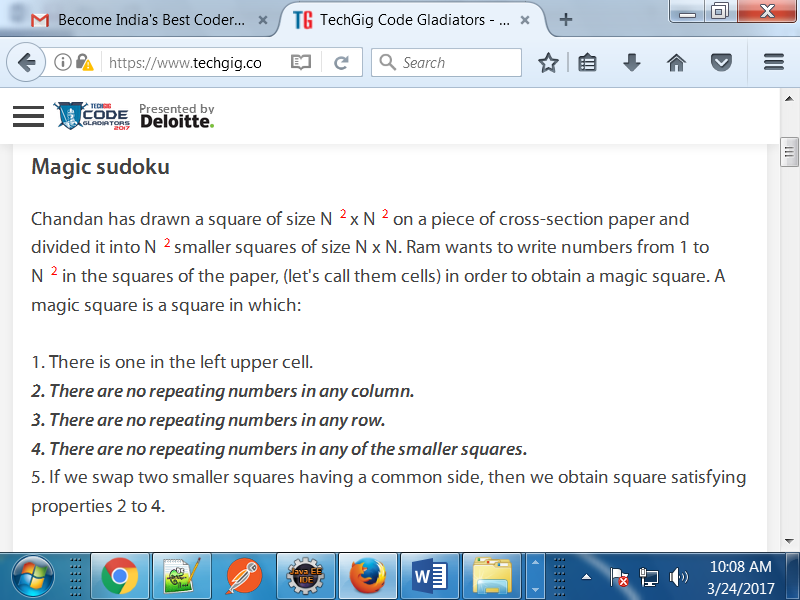 Become India's Best Coder...
TechGig Code Gladiators - ...
https://www.techgig.co
Search
TECHGIG
CODE
GLADIATORS
2017
Presented by
Deloitte.
Magic sudoku
Chandan has drawn a square of size N 2 x N 2 on a piece of cross-section paper and
divided it into N 2 smaller squares of size N x N. Ram wants to write numbers from 1 to
N 2 in the squares of the paper, (let's call them cells) in order to obtain a magic square. A
magic square is a square in which:
1. There is one in the left upper cell.
2. There are no repeating numbers in any column.
3. There are no repeating numbers in any row.
4. There are no repeating numbers in any of the smaller squares.
5. If we swap two smaller squares having a common side, then we obtain square satisfying
properties 2 to 4.
Java EE
IDE
10:08 AM
3/24/2017